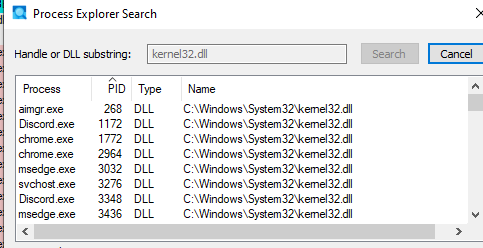 Process Explorer Search
Handle or DLL substring: kernel32.dll Search Cancel
Process PID Type Name
aimgr.exe 268 DLL C:\Windows\System32\kernel32.dll
Discord.exe 1172 DLL C:\Windows\System32\kernel32.dll
chrome.exe 1772 DLL C:\Windows\System32\kernel32.dll
chrome.exe 2964 DLL C:\Windows\System32\kernel32.dll
msedge.exe 3032 DLL C:\Windows\System32\kernel32.dll
svchost.exe 3276 DLL C:\Windows\System32\kernel32.dll
Discord.exe 3348 DLL C:\Windows\System32\kernel32.dll
msedge.exe 3436 DLL C:\Windows\System32\kernel32.dll